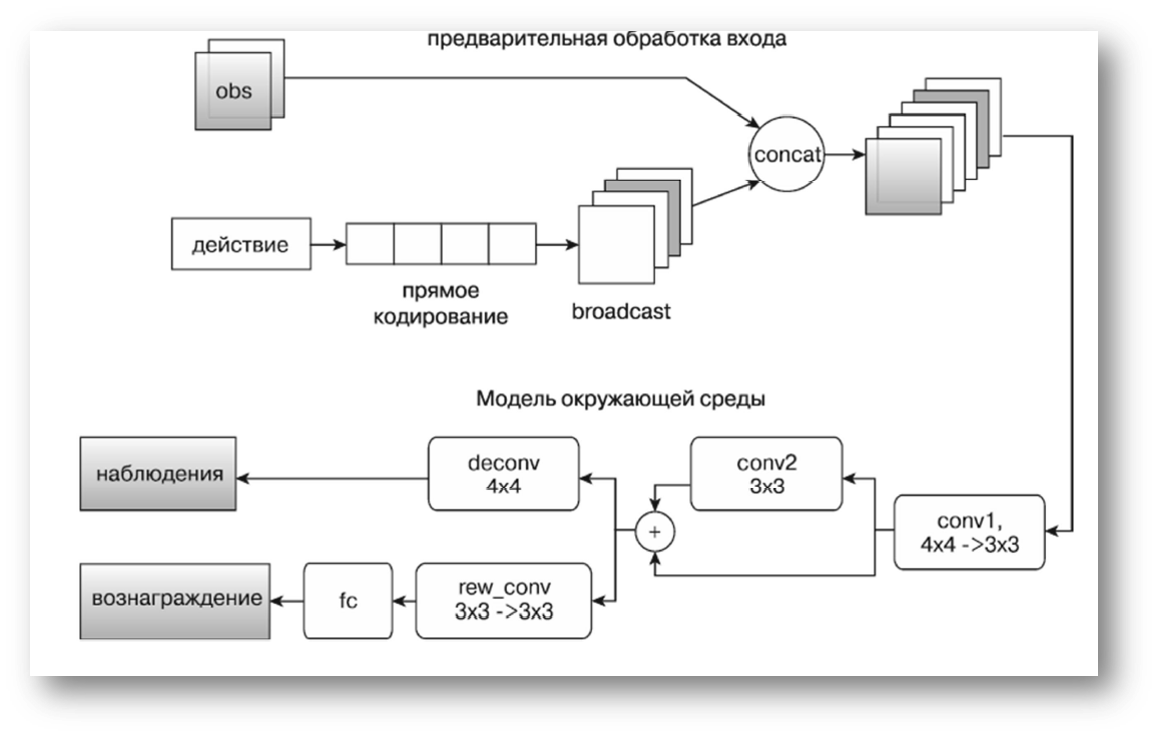 предварительная обработка входа
obs
concat
действие
прямое
кодирование
broadcast
Модель окружающей среды
наблюдения
deconv
4x4
conv2
3x3
+
conv1,
4x4 ->3x3
вознаграждение
fc
rew_conv
3x3 ->3x3